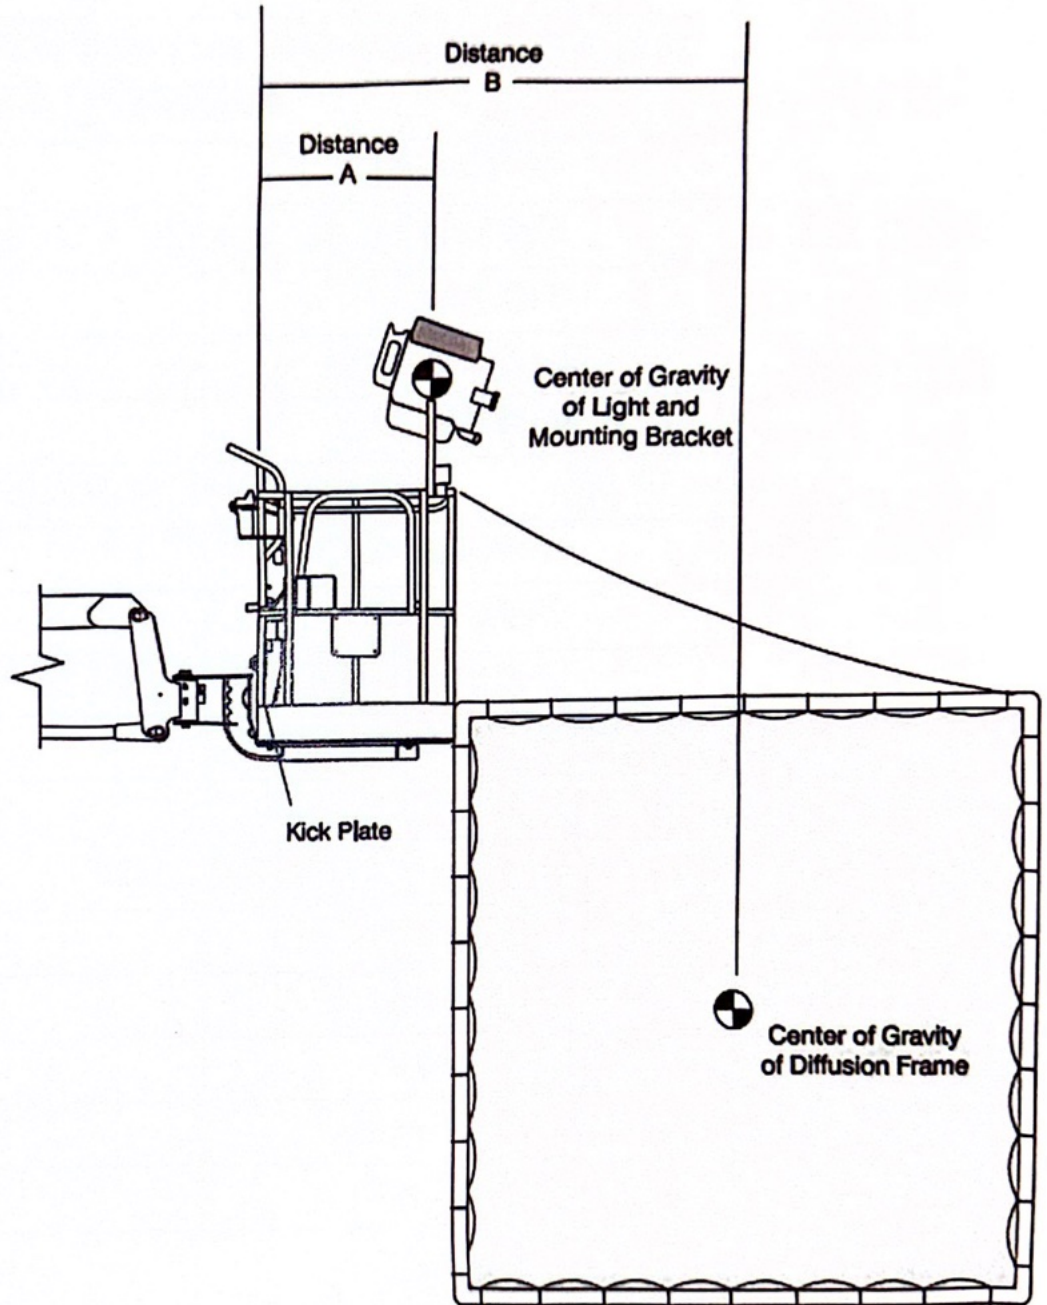 Distance
B
Distance
A
Center of Gravity
of Light and
Mounting Bracket
Kick Plate
Center of Gravity
of Diffusion Frame